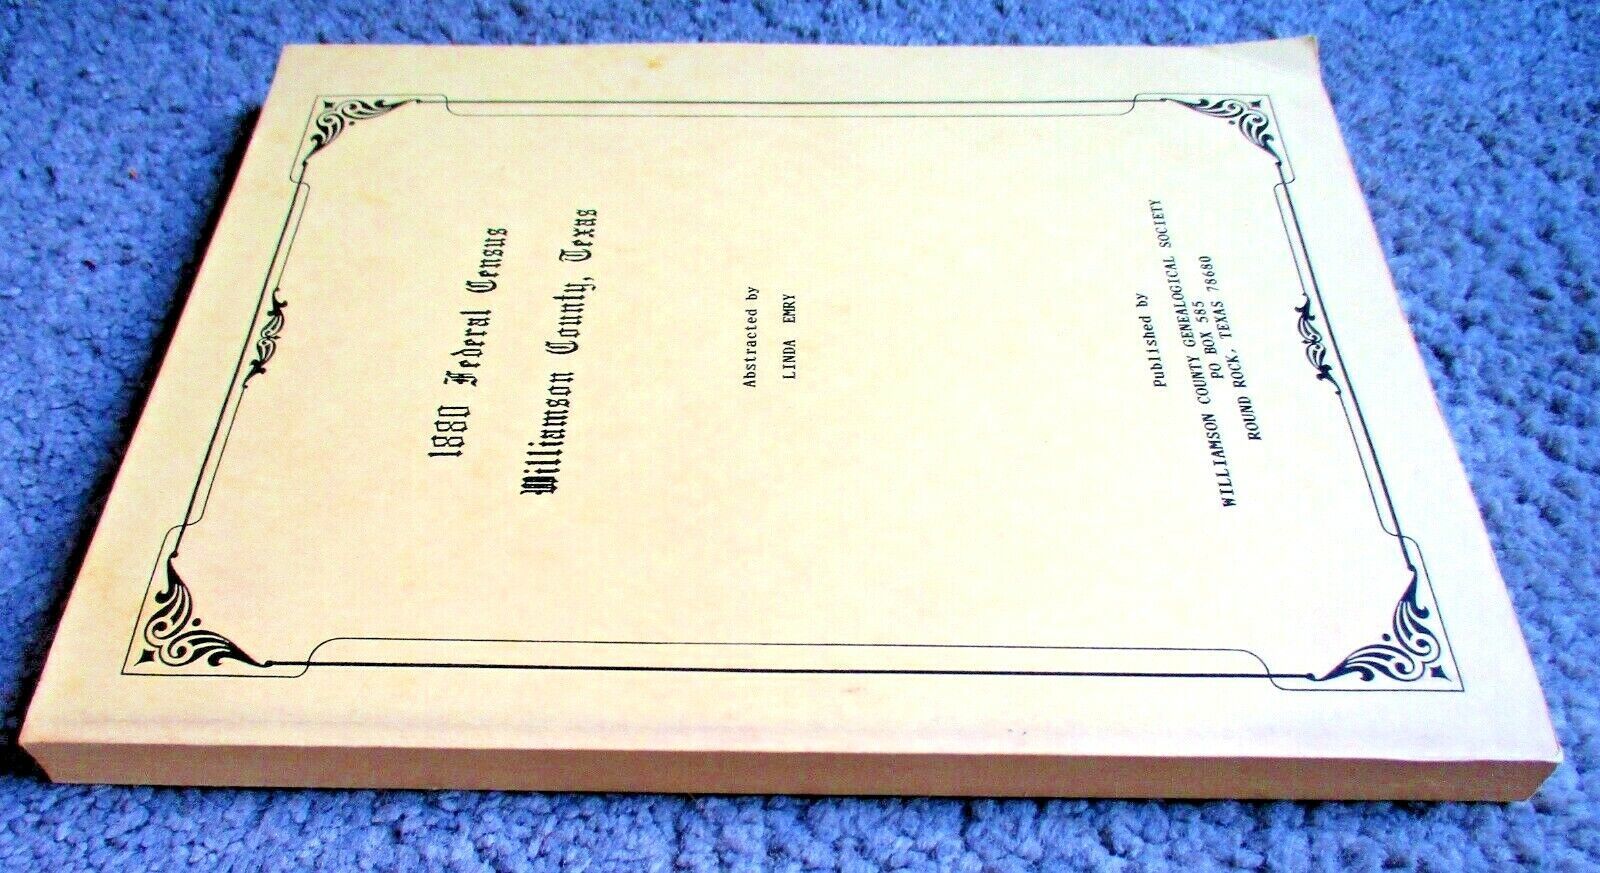 1880 Federal Census
Williamson County, Texas
Abstracted by
LINDA EMRY
Published by
WILLIAMSON COUNTY GENEALOGICAL SOCIETY
PO BOX 585
ROUND ROCK, TEXAS 78680